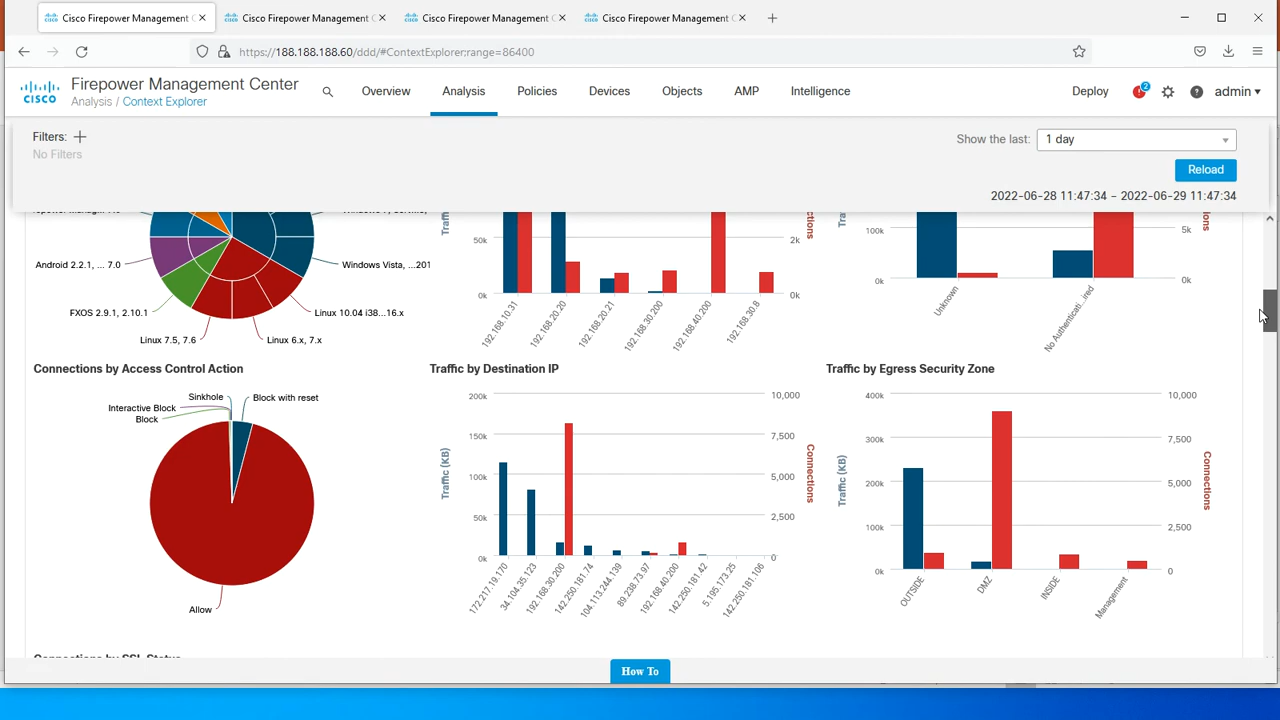 Cisco Firepower Management C
Cisco Firepower Management C
Cisco Firepower Management C
Cisco Firepower Management C
https://188.188.188.60/ddd/#ContextExplorer;range=86400
CISCO
Firepower Management Center
Analysis / Context Explorer
Overview
Analysis
Policies
Devices
Objects
AMP
Intelligence
Deploy
2
admin
Filters:
No Filters
Show the last:
1 day
Reload
2022-06-28 11:47:34 – 2022-06-29 11:47:34
Android 2.2.1, ... 7.0
Windows Vista, ...201
FXOS 2.9.1, 2.10.1
Linux 10.04 i38...16.x
Linux 7.5, 7.6
Linux 6.x, 7.x
50k
0k
2k
0k
192.168.10.31
192.168.20.20
192.168.20.21
192.168.30.200
192.168.40.200
192.168.30.8
100k
0k
5k
0k
Unknown
No Authenticati...ired
Connections by Access Control Action
Sinkhole
Block with reset
Interactive Block
Block
Allow
Traffic by Destination IP
200k
150k
100k
50k
0k
Traffic (KB)
10,000
7,500
5,000
2,500
0
Connections
172.217.19.170
34.104.35.123
192.168.30.200
142.250.181.74
104.113.244.139
89.238.73.97
192.168.40.200
142.250.181.42
5.195.173.25
142.250.181.106
Traffic by Egress Security Zone
400k
300k
200k
100k
0k
Traffic (KB)
10,000
7,500
5,000
2,500
0
Connections
OUTSIDE
DMZ
INSIDE
Management
Connections by SSL Status
How To